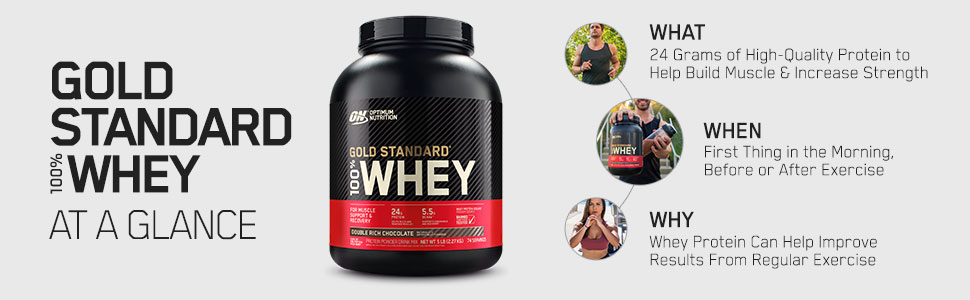 GOLD
STANDARD
100% WHEY
AT A GLANCE
ON OPTIMUM
NUTRITION
GOLD STANDARD
100% WHEY
FOR MUSCLE
SUPPORT &
RECOVERY
24g
PROTEIN
5.5g
BCAAs
DOUBLE RICH CHOCOLATE
PROTEIN POWDER DRINK MIX NET WT 5 LB (2.27 KG) 74 SERVINGS
WHAT
24 Grams of High-Quality Protein to
Help Build Muscle & Increase Strength
WHEY
WHEN
First Thing in the Morning,
Before or After Exercise
WHY
Whey Protein Can Help Improve
Results From Regular Exercise